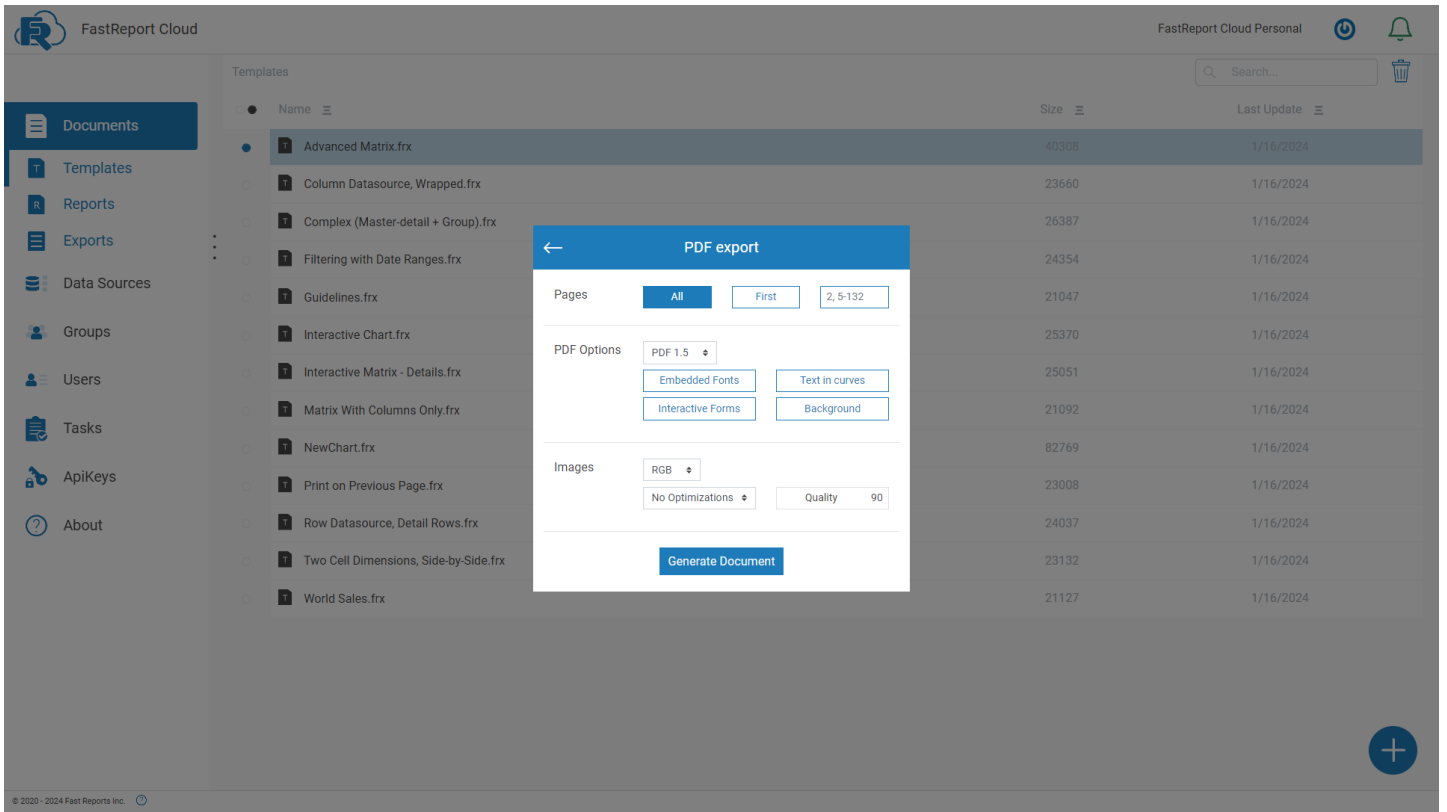 FastReport Cloud
FastReport Cloud Personal
Templates
Search...
Name
Size
Last Update
Documents
Templates
Reports
Exports
Data Sources
Groups
Users
Tasks
ApiKeys
About
T Advanced Matrix.frx 40308 1/16/2024
T Column Datasource, Wrapped.frx 23660 1/16/2024
T Complex (Master-detail + Group).frx 26387 1/16/2024
T Filtering with Date Ranges.frx 24354 1/16/2024
T Guidelines.frx 21047 1/16/2024
T Interactive Chart.frx 25370 1/16/2024
T Interactive Matrix - Details.frx 25051 1/16/2024
T Matrix With Columns Only.frx 21092 1/16/2024
T NewChart.frx 82769 1/16/2024
T Print on Previous Page.frx 23008 1/16/2024
T Row Datasource, Detail Rows.frx 24037 1/16/2024
T Two Cell Dimensions, Side-by-Side.frx 23132 1/16/2024
T World Sales.frx 21127 1/16/2024
PDF export
Pages All First 2, 5-132
PDF Options PDF 1.5
Embedded Fonts Text in curves
Interactive Forms Background
Images RGB
No Optimizations Quality 90
Generate Document
© 2020 - 2024 Fast Reports Inc. ?